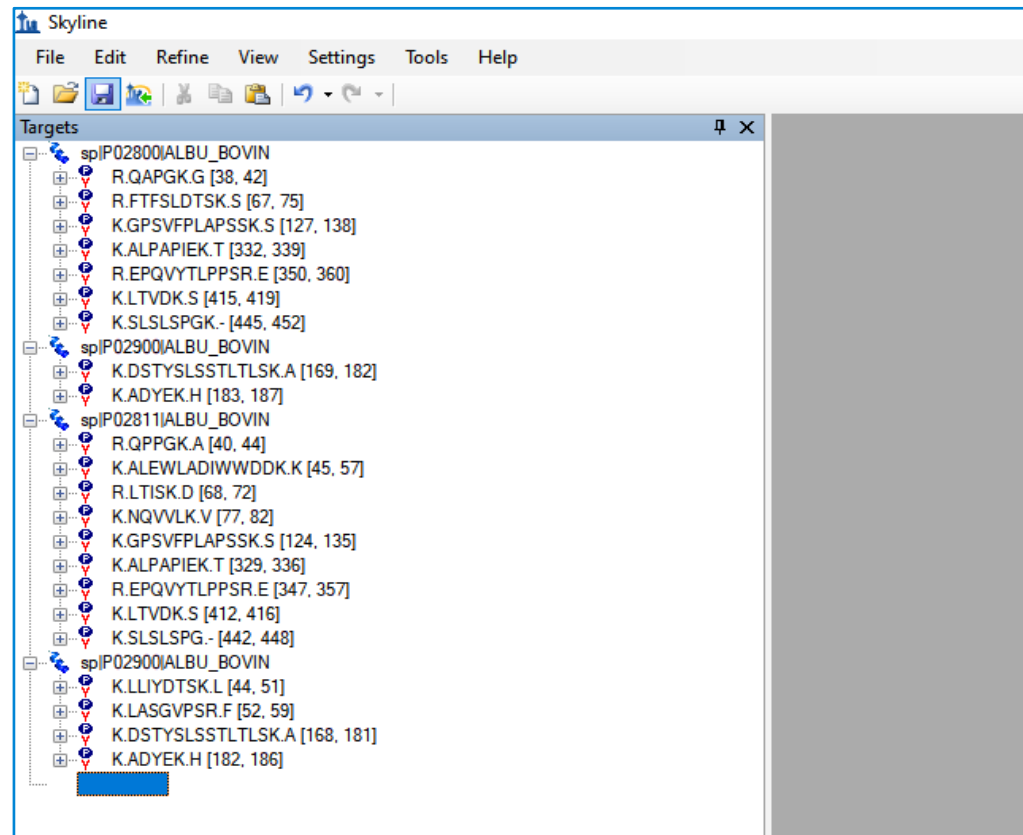 Skyline
File Edit Refine View Settings Tools Help
Targets
sp|P02800|ALBU_BOVIN
R.QAPGK.G [38, 42]
R.FTFSLDTSK.S [67, 75]
K.GPSVFPLAPSSK.S [127, 138]
K.ALPAPIEK.T [332, 339]
R.EPQVYTLPPSR.E [350, 360]
K.LTVDK.S [415, 419]
K.SLSLSPGK.- [445, 452]
sp|P02900|ALBU_BOVIN
K.DSTYSLSSTLTLSK.A [169, 182]
K.ADYEK.H [183, 187]
sp|P02811|ALBU_BOVIN
R.QPPGK.A [40, 44]
K.ALEWLADIWWDDK.K [45, 57]
R.LTISK.D [68, 72]
K.NQVVLK.V [77, 82]
K.GPSVFPLAPSSK.S [124, 135]
K.ALPAPIEK.T [329, 336]
R.EPQVYTLPPSR.E [347, 357]
K.LTVDK.S [412, 416]
K.SLSLSPG.- [442, 448]
sp|P02900|ALBU_BOVIN
K.LLIYDTSK.L [44, 51]
K.LASGVPSR.F [52, 59]
K.DSTYSLSSTLTLSK.A [168, 181]
K.ADYEK.H [182, 186]